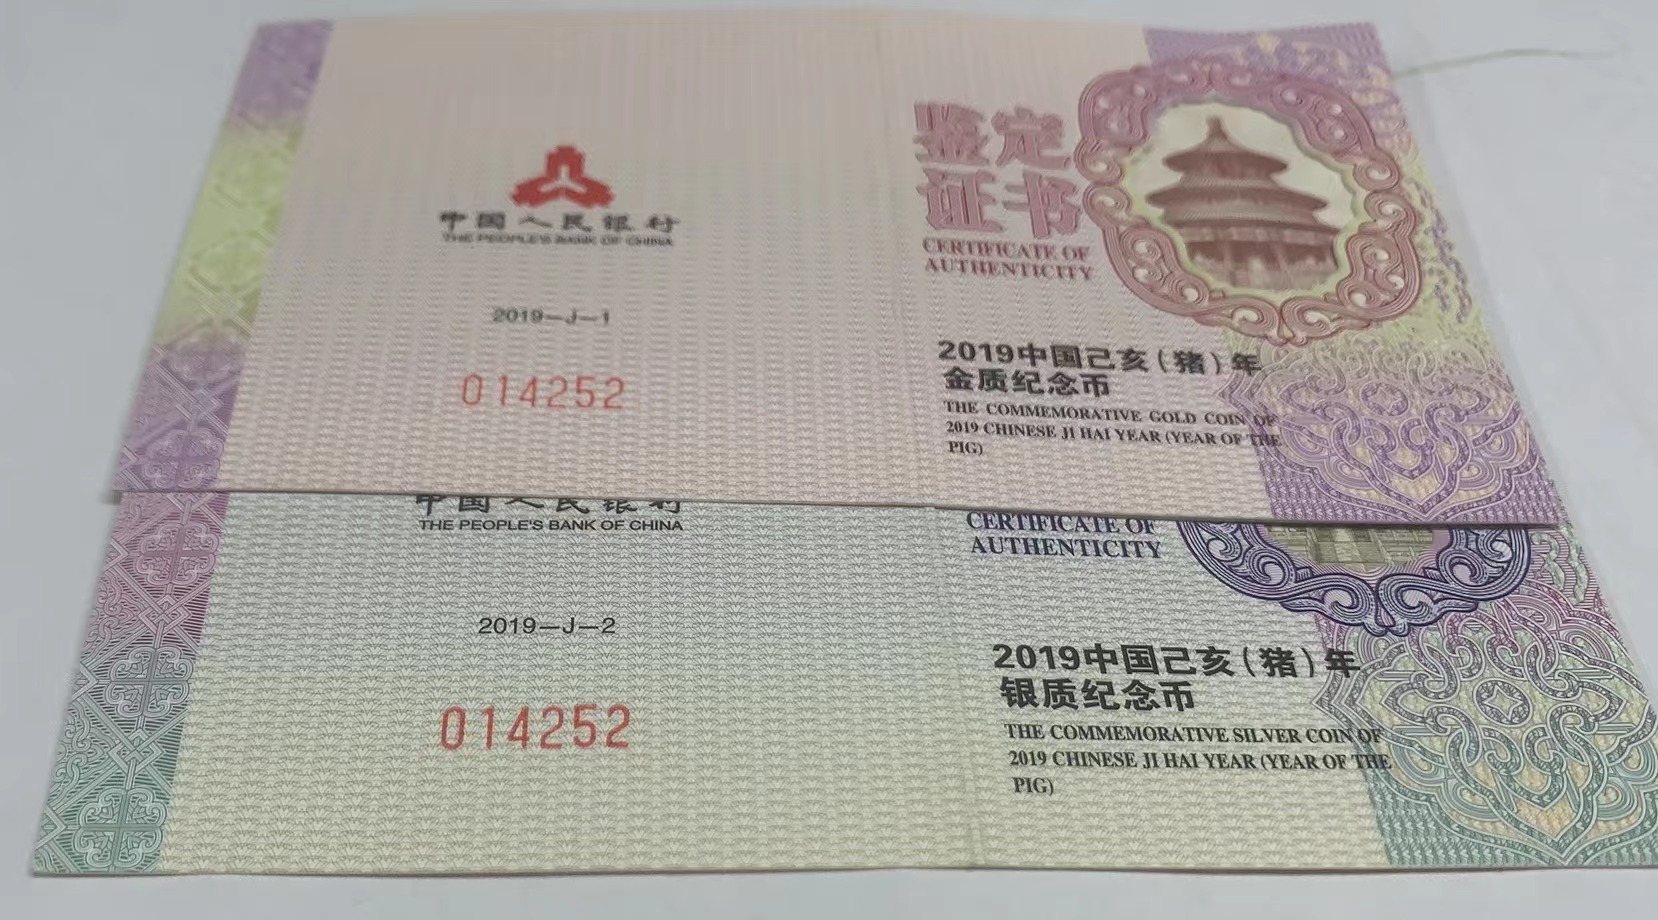 中国人民银行
THE PEOPLE'S BANK OF CHINA
2019—J—1
014252
鉴定
证书
CERTIFICATE OF
AUTHENTICITY
2019中国己亥（猪）年
金质纪念币
THE COMMEMORATIVE GOLD COIN OF
2019 CHINESE JI HAI YEAR (YEAR OF THE
PIG)
中国人民银行
THE PEOPLE'S BANK OF CHINA
2019—J—2
014252
CERTIFICATE OF
AUTHENTICITY
2019中国己亥（猪）年
银质纪念币
THE COMMEMORATIVE SILVER COIN OF
2019 CHINESE JI HAI YEAR (YEAR OF THE
PIG)